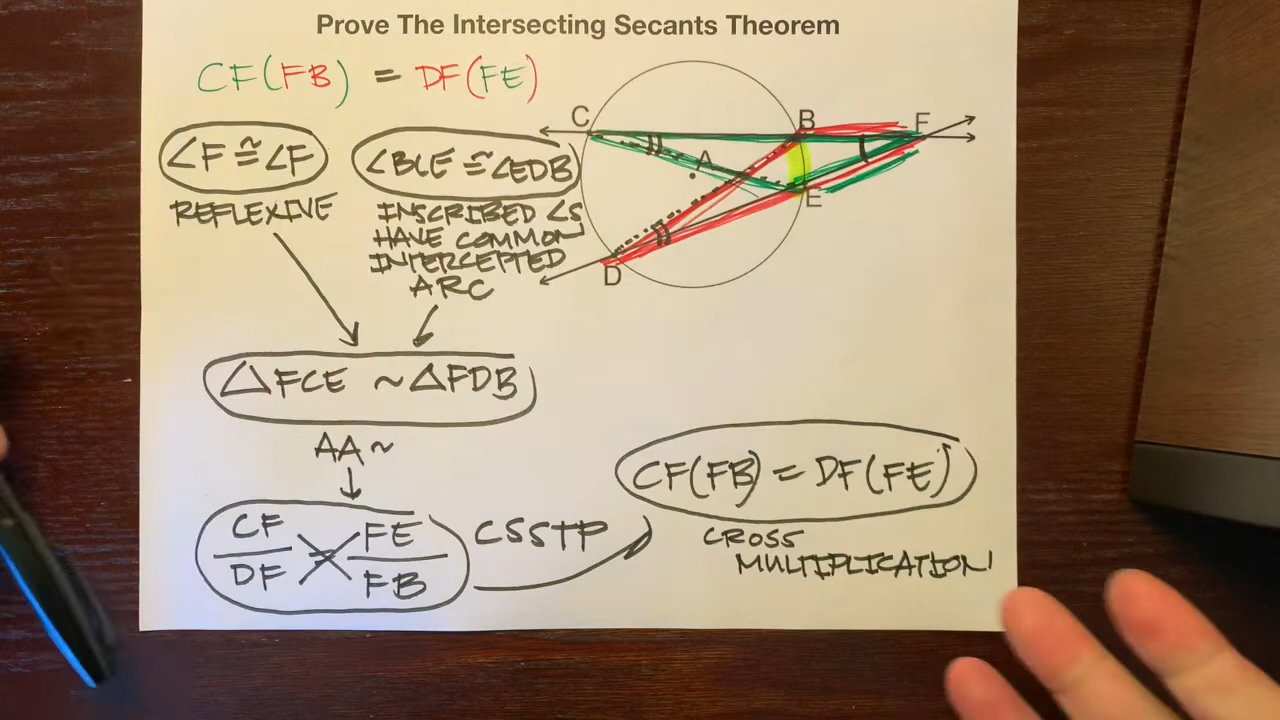 Prove The Intersecting Secants Theorem
CF(FB) = DF(FE)
∠F ≅ ∠F
REFLEXIVE
∠BCE ≅ ∠EDB
INSCRIBED ∠S
HAVE COMMON
INTERCEPTED
ARC
C
B
F
A
E
D
△FCE ~ △FDB
AA ~
CF/DF = FE/FB
CSSTP
CF(FB) = DF(FE)
CROSS
MULTIPLICATION